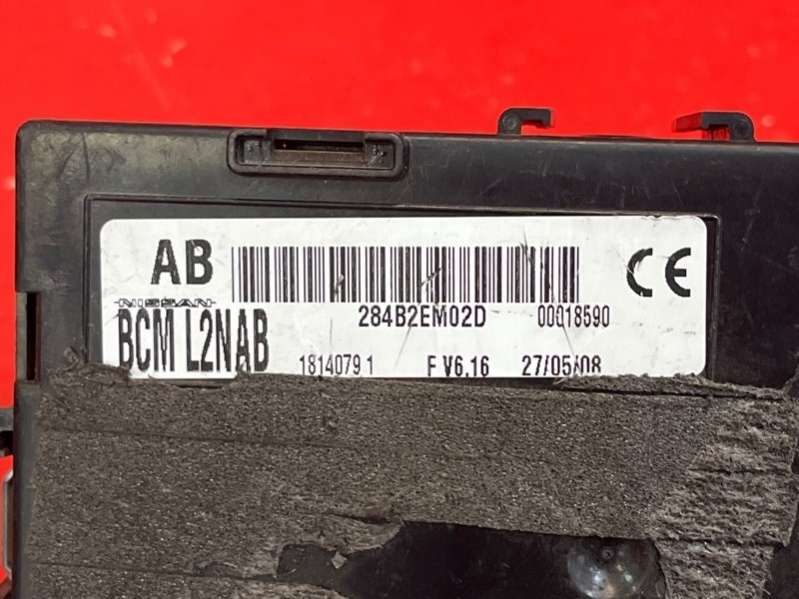 AB
284B2EM02D 00018590
CE
NISSAN
BCM L2NAB
1814079 1 F V6,16 27/05/08